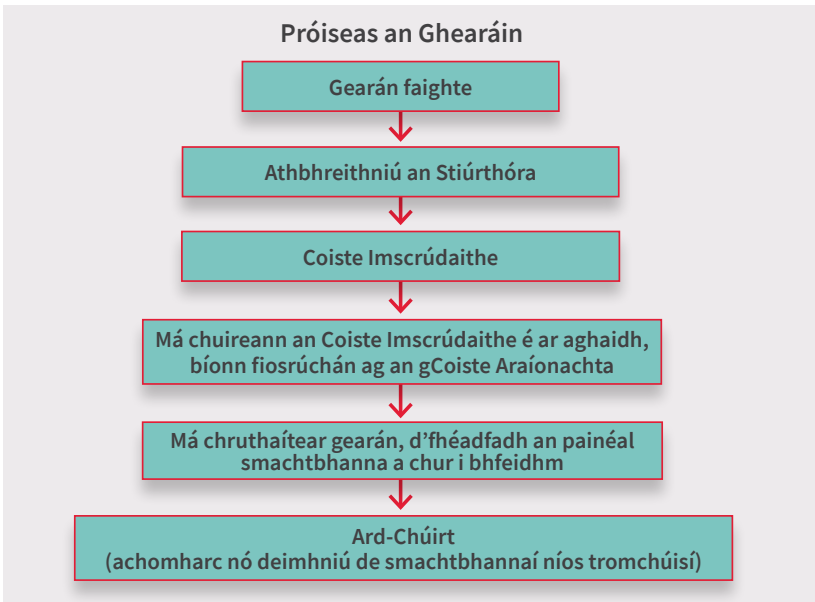 Próiseas an Ghearáin
Gearán faighte
Athbhreithniú an Stiúrthóra
Coiste Imscrúdaithe
Má chuireann an Coiste Imscrúdaithe é ar aghaidh,
bíonn fiosrúchán ag an gCoiste Araíonachta
Má chruthaítear gearán, d’fhéadfadh an painéal
smachtbhanna a chur i bhfeidhm
Ard-Chúirt
(achomharc nó deimhniú de smachtbhannaí níos tromchúisí)